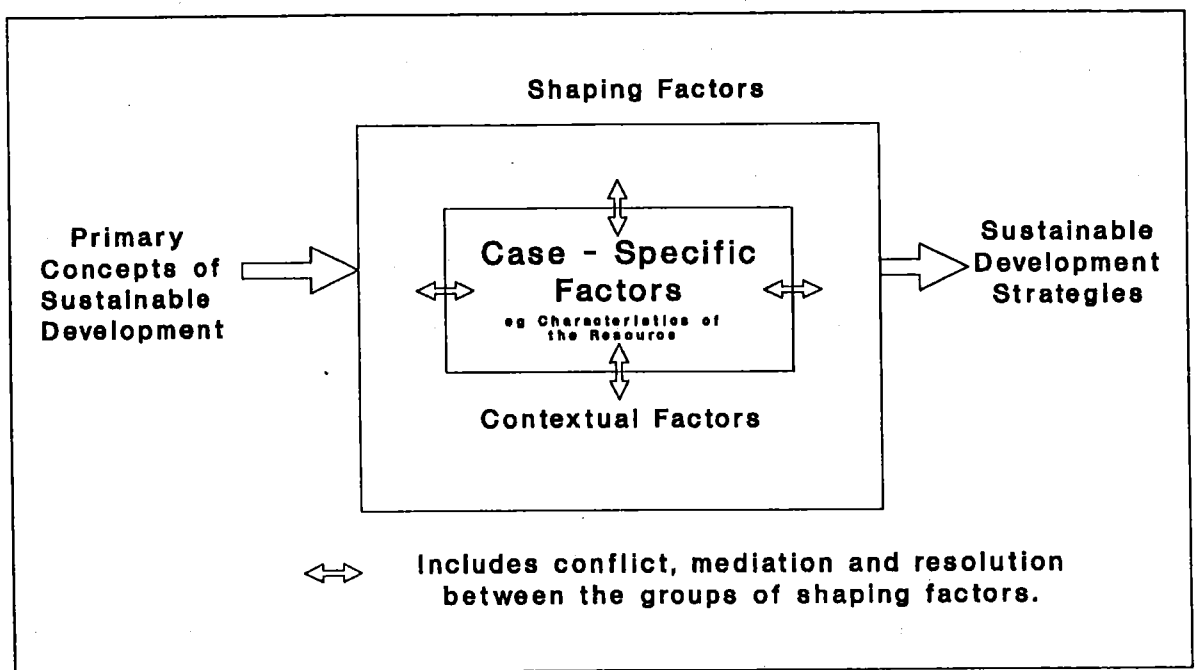 Shaping Factors
Primary
Concepts of
Sustainable
Development
Case - Specific
Factors
eg Characteristics of
the Resource
Contextual Factors
Sustainable
Development
Strategies
Includes conflict, mediation and resolution
between the groups of shaping factors.